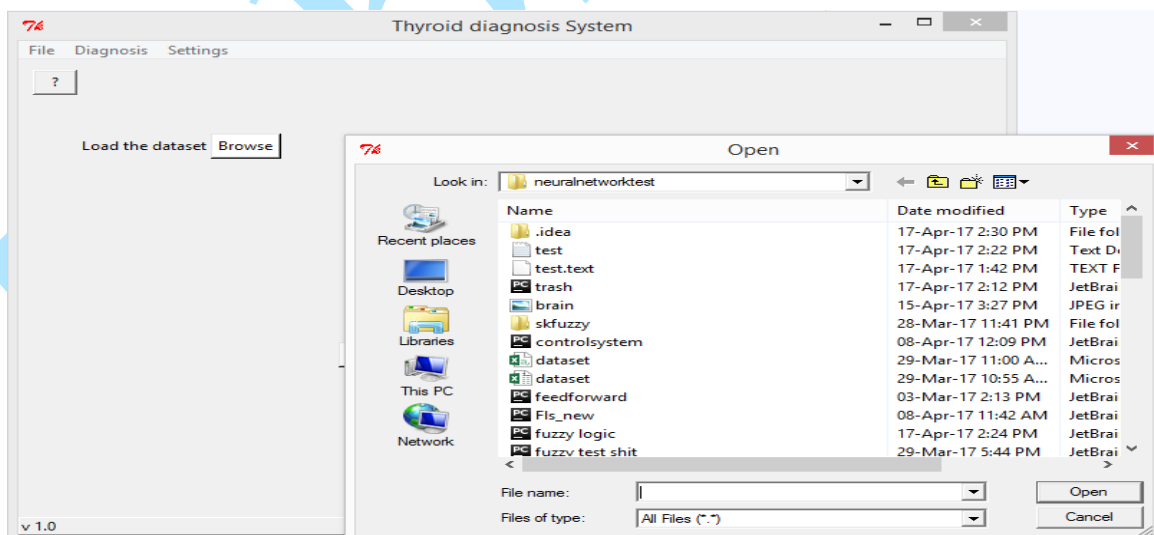 Thyroid diagnosis System
File Diagnosis Settings
?
Load the dataset Browse
Open
Look in: neuralnetworktest
Name Date modified Type
.idea 17-Apr-17 2:30 PM File fol
test 17-Apr-17 2:22 PM Text D
test.text 17-Apr-17 1:42 PM TEXT F
trash 17-Apr-17 2:12 PM JetBrai
brain 15-Apr-17 3:27 PM JPEG ir
skfuzzy 28-Mar-17 11:41 PM File fol
controlsystem 08-Apr-17 12:09 PM JetBrai
dataset 29-Mar-17 11:00 A... Micros
dataset 29-Mar-17 10:55 A... Micros
feedforward 03-Mar-17 2:13 PM JetBrai
FIs_new 08-Apr-17 11:42 AM JetBrai
fuzzy logic 17-Apr-17 2:24 PM JetBrai
fuzzy test shit 29-Mar-17 5:44 PM JetBrai
Recent places
Desktop
Libraries
This PC
Network
File name:
Open
Files of type: All Files (*.*)
Cancel
v 1.0